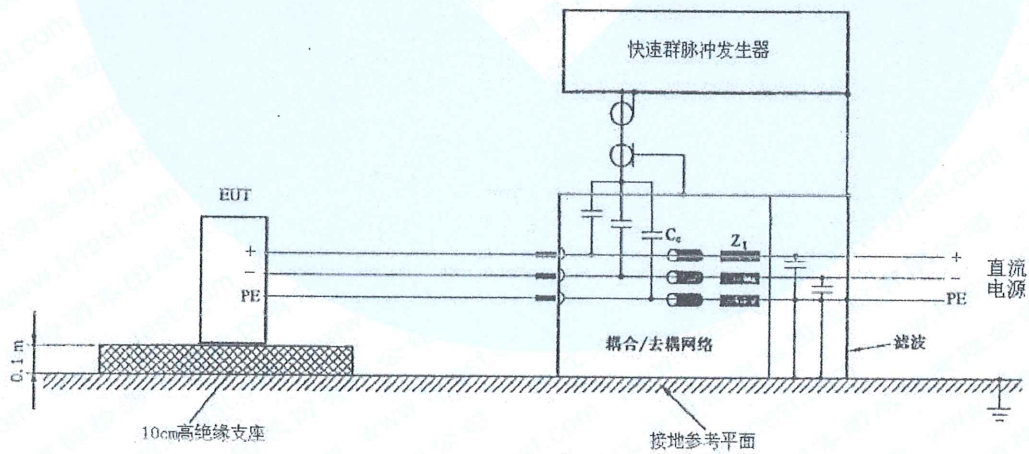 快速群脉冲发生器
EUT
+
−
PE
Cc
Z1
+
−
PE
直流
电源
耦合/去耦网络
滤波
0.1m
10cm高绝缘支座
接地参考平面